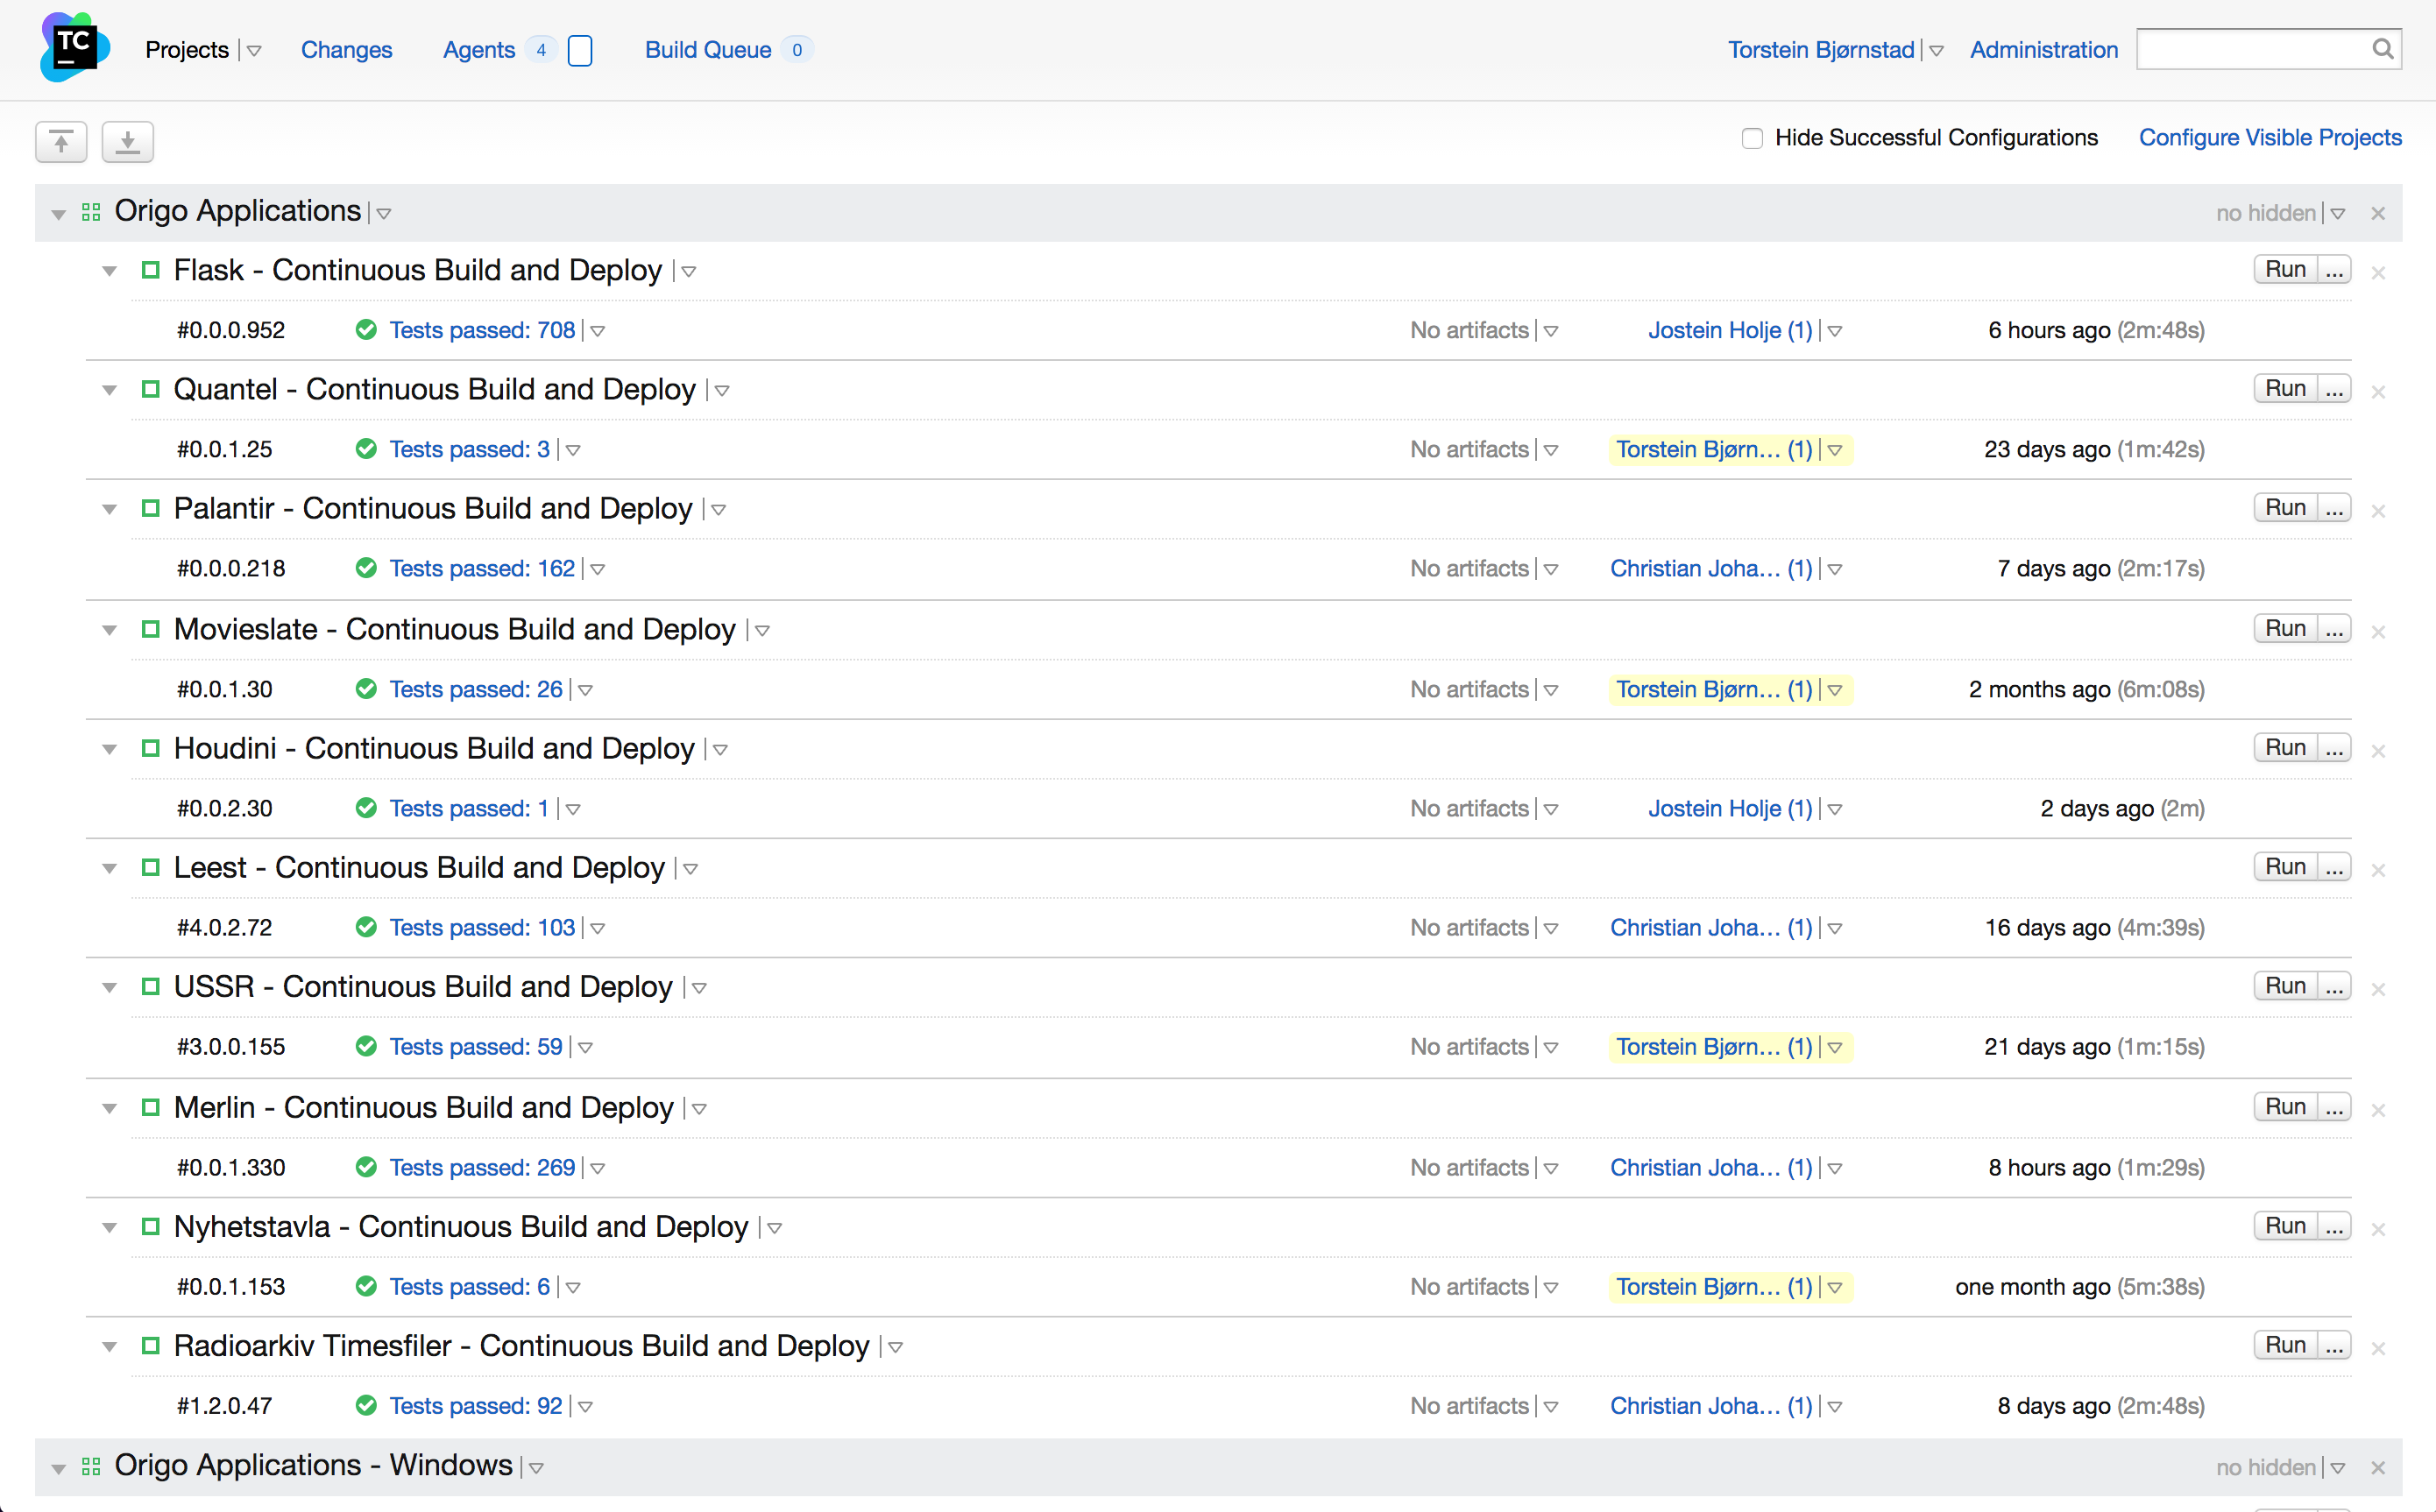 TC Projects Changes Agents 4 Build Queue 0 Torstein Bjørnstad Administration
Hide Successful Configurations Configure Visible Projects
Origo Applications no hidden
Flask - Continuous Build and Deploy Run ...
#0.0.0.952 Tests passed: 708 No artifacts Jostein Holje (1) 6 hours ago (2m:48s)
Quantel - Continuous Build and Deploy Run ...
#0.0.1.25 Tests passed: 3 No artifacts Torstein Bjørn... (1) 23 days ago (1m:42s)
Palantir - Continuous Build and Deploy Run ...
#0.0.0.218 Tests passed: 162 No artifacts Christian Joha... (1) 7 days ago (2m:17s)
Movieslate - Continuous Build and Deploy Run ...
#0.0.1.30 Tests passed: 26 No artifacts Torstein Bjørn... (1) 2 months ago (6m:08s)
Houdini - Continuous Build and Deploy Run ...
#0.0.2.30 Tests passed: 1 No artifacts Jostein Holje (1) 2 days ago (2m)
Leest - Continuous Build and Deploy Run ...
#4.0.2.72 Tests passed: 103 No artifacts Christian Joha... (1) 16 days ago (4m:39s)
USSR - Continuous Build and Deploy Run ...
#3.0.0.155 Tests passed: 59 No artifacts Torstein Bjørn... (1) 21 days ago (1m:15s)
Merlin - Continuous Build and Deploy Run ...
#0.0.1.330 Tests passed: 269 No artifacts Christian Joha... (1) 8 hours ago (1m:29s)
Nyhetstavla - Continuous Build and Deploy Run ...
#0.0.1.153 Tests passed: 6 No artifacts Torstein Bjørn... (1) one month ago (5m:38s)
Radioarkiv Timesfiler - Continuous Build and Deploy Run ...
#1.2.0.47 Tests passed: 92 No artifacts Christian Joha... (1) 8 days ago (2m:48s)
Origo Applications - Windows no hidden